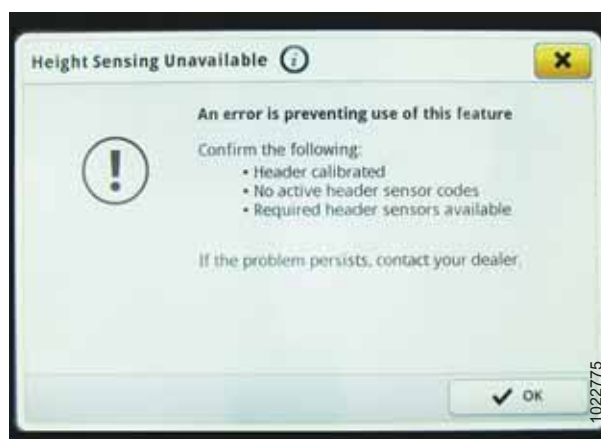 Height Sensing Unavailable
An error is preventing use of this feature
Confirm the following:
• Header calibrated
• No active header sensor codes
• Required header sensors available
If the problem persists, contact your dealer.
OK
1022775